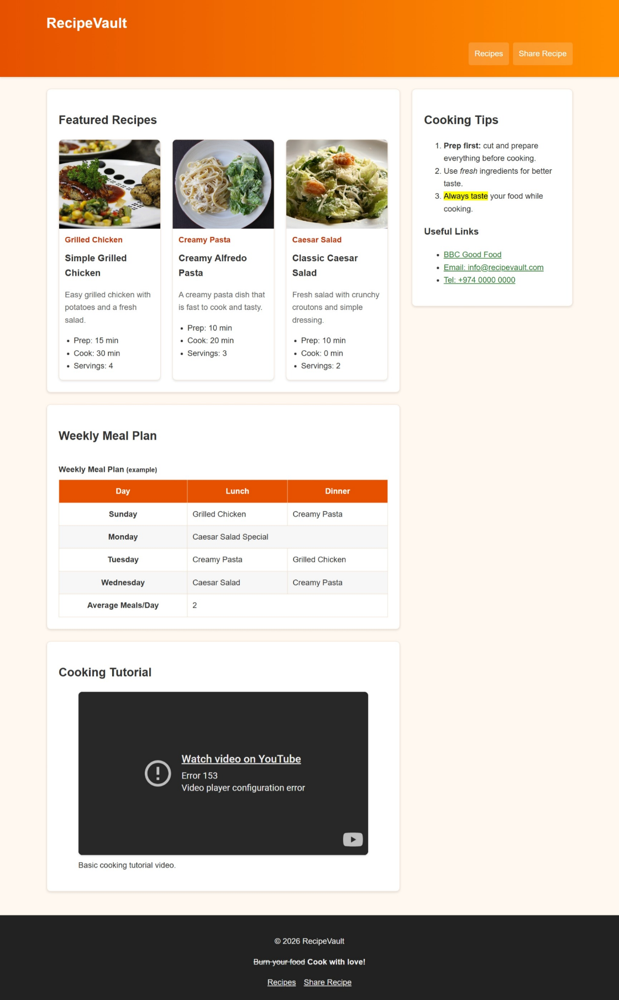 RecipeVault
Recipes
Share Recipe
Featured Recipes
Grilled Chicken
Simple Grilled
Chicken
Easy grilled chicken with
potatoes and a fresh
salad.
• Prep: 15 min
• Cook: 30 min
• Servings: 4
Creamy Pasta
Creamy Alfredo
Pasta
A creamy pasta dish that
is fast to cook and tasty.
• Prep: 10 min
• Cook: 20 min
• Servings: 3
Caesar Salad
Classic Caesar
Salad
Fresh salad with crunchy
croutons and simple
dressing.
• Prep: 10 min
• Cook: 0 min
• Servings: 2
Cooking Tips
1. Prep first: cut and prepare
everything before cooking.
2. Use fresh ingredients for better
taste.
3. Always taste your food while
cooking.
Useful Links
• BBC Good Food
• Email: info@recipevault.com
• Tel: +974 0000 0000
Weekly Meal Plan
Weekly Meal Plan (example)
Day Lunch Dinner
Sunday Grilled Chicken Creamy Pasta
Monday Caesar Salad Special
Tuesday Creamy Pasta Grilled Chicken
Wednesday Caesar Salad Creamy Pasta
Average Meals/Day 2
Cooking Tutorial
Watch video on YouTube
Error 153
Video player configuration error
Basic cooking tutorial video.
© 2026 RecipeVault
Burn your food Cook with love!
Recipes Share Recipe